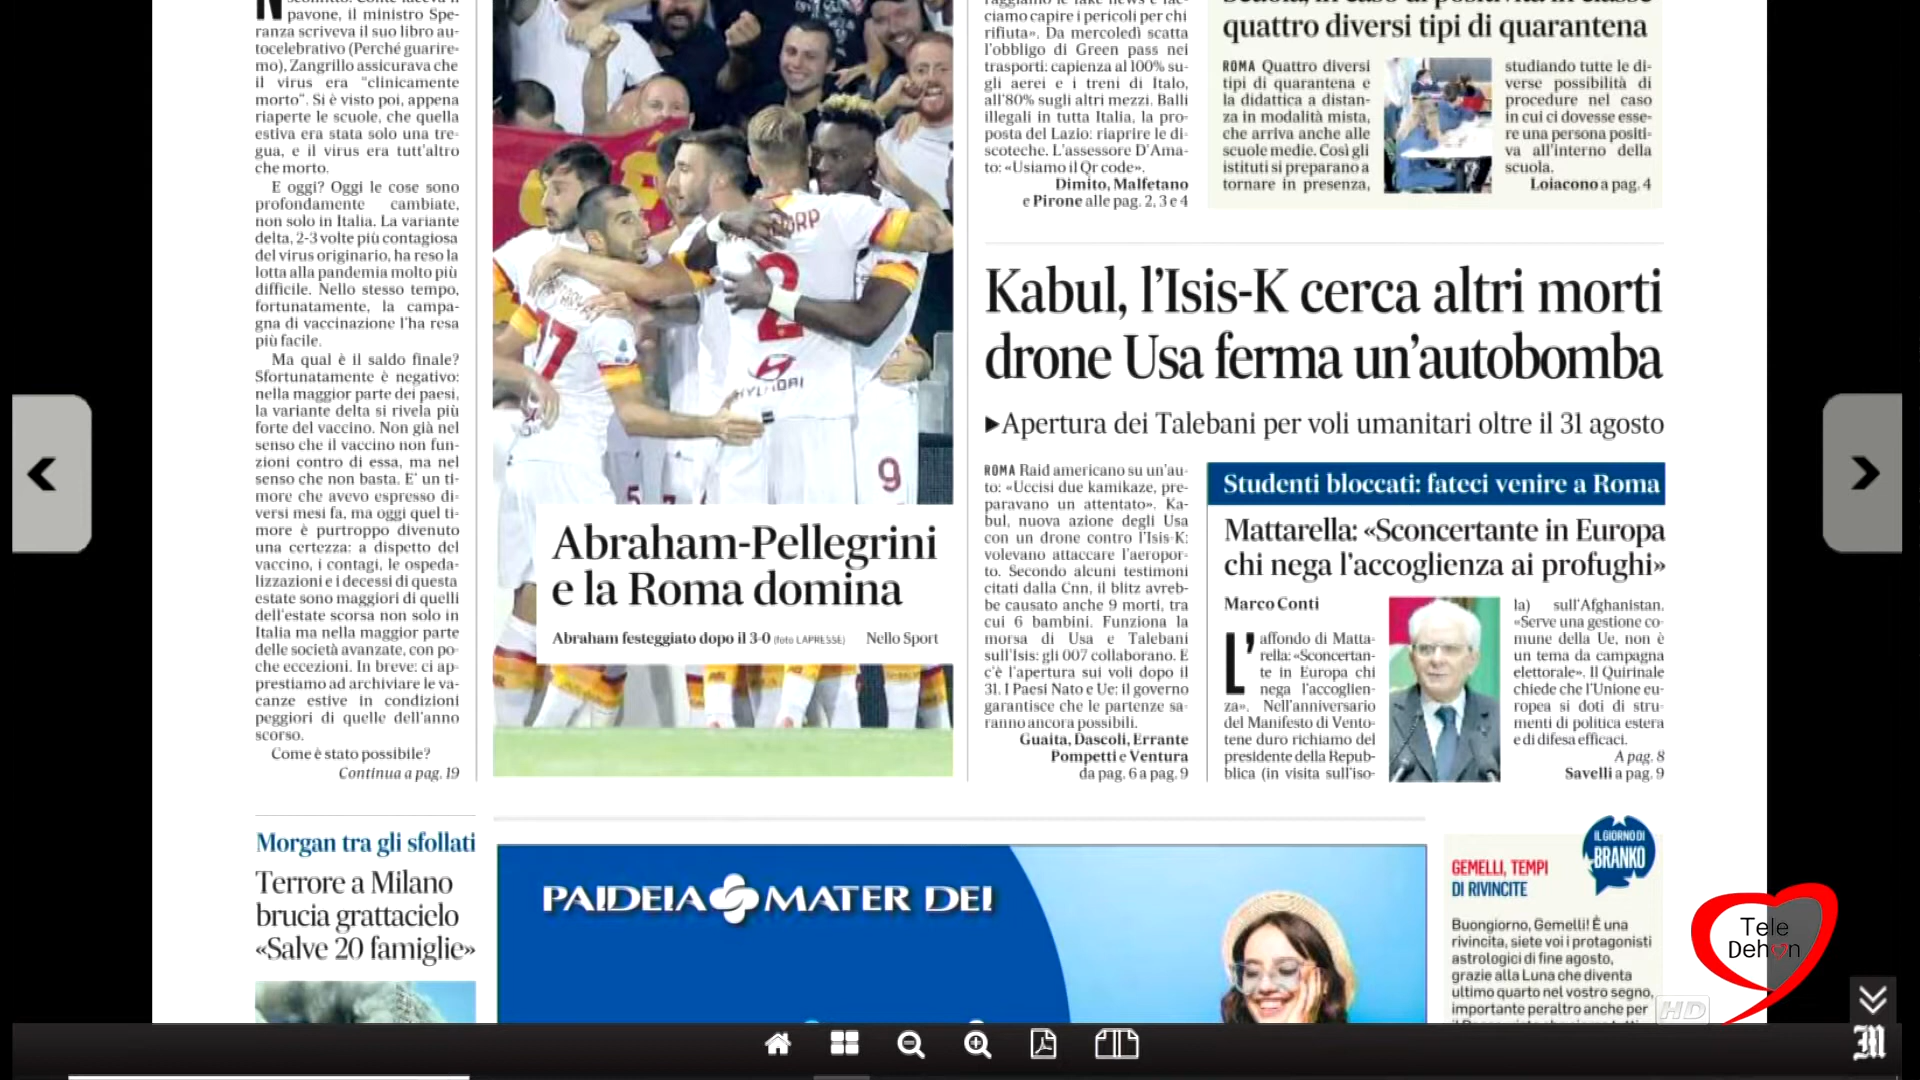 pavone, il ministro Spe-
ranza scriveva il suo libro au-
tocelebrativo (Perché guarire-
mo), Zangrillo assicurava che
il virus era "clinicamente
morto". Si è visto poi, appena
riaperte le scuole, che quella
estiva era stata solo una tre-
gua, e il virus era tutt'altro
che morto.
E oggi? Oggi le cose sono
profondamente cambiate,
non solo in Italia. La variante
delta, 2-3 volte più contagiosa
del virus originario, ha reso la
lotta alla pandemia molto più
difficile. Nello stesso tempo,
fortunatamente, la campa-
gna di vaccinazione l'ha resa
più facile.
Ma qual è il saldo finale?
Sfortunatamente è negativo:
nella maggior parte dei paesi,
la variante delta si rivela più
forte del vaccino. Non già nel
senso che il vaccino non fun-
zioni contro di essa, ma nel
senso che non basta. E' un ti-
more che avevo espresso di-
versi mesi fa, ma oggi quel ti-
more è purtroppo divenuto
una certezza: a dispetto del
vaccino, i contagi, le ospeda-
lizzazioni e i decessi di questa
estate sono maggiori di quelli
dell'estate scorsa non solo in
Italia ma nella maggior parte
delle società avanzate, con po-
che eccezioni. In breve: ci ap-
prestiamo ad archiviare le va-
canze estive in condizioni
peggiori di quelle dell'anno
scorso.
Come è stato possibile?
Continua a pag. 19
Morgan tra gli sfollati
Terrore a Milano
brucia grattacielo
«Salve 20 famiglie»
2
HYUNDAI
77
9
Abraham-Pellegrini
e la Roma domina
Abraham festeggiato dopo il 3-0 (foto LAPRESSE) Nello Sport
ciamo capire i pericoli per chi
rifiuta». Da mercoledì scatta
l'obbligo di Green pass nei
trasporti: capienza al 100% su-
gli aerei e i treni di Italo,
all'80% sugli altri mezzi. Balli
illegali in tutta Italia, la pro-
posta del Lazio: riaprire le di-
scoteche. L'assessore D'Ama-
to: «Usiamo il Qr code».
Dimito, Malfetano
e Pirone alle pag. 2, 3 e 4
Scuola, in caso di positività in classe
quattro diversi tipi di quarantena
ROMA Quattro diversi
tipi di quarantena e
la didattica a distan-
za in modalità mista,
che arriva anche alle
scuole medie. Così gli
istituti si preparano a
tornare in presenza,
studiando tutte le di-
verse possibilità di
procedure nel caso
in cui ci dovesse esse-
re una persona positi-
va all'interno della
scuola.
Loiacono a pag. 4
Kabul, l'Isis-K cerca altri morti
drone Usa ferma un'autobomba
▶Apertura dei Talebani per voli umanitari oltre il 31 agosto
ROMA Raid americano su un'au-
to: «Uccisi due kamikaze, pre-
paravano un attentato». Ka-
bul, nuova azione degli Usa
con un drone contro l'Isis-K:
volevano attaccare l'aeropor-
to. Secondo alcuni testimoni
citati dalla Cnn, il blitz avreb-
be causato anche 9 morti, tra
cui 6 bambini. Funziona la
morsa di Usa e Talebani
sull'Isis: gli 007 collaborano. E
c'è l'apertura sui voli dopo il
31. I Paesi Nato e Ue: il governo
garantisce che le partenze sa-
ranno ancora possibili.
Guaita, Dascoli, Errante
Pompetti e Ventura
da pag. 6 a pag. 9
Studenti bloccati: fateci venire a Roma
Mattarella: «Sconcertante in Europa
chi nega l'accoglienza ai profughi»
Marco Conti
L'affondo di Matta-
rella: «Sconcertan-
te in Europa chi
nega l'accoglien-
za». Nell'anniversario
del Manifesto di Vento-
tene duro richiamo del
presidente della Repub-
blica (in visita sull'iso-
la) sull'Afghanistan.
«Serve una gestione co-
mune della Ue, non è
un tema da campagna
elettorale». Il Quirinale
chiede che l'Unione eu-
ropea si doti di stru-
menti di politica estera
e di difesa efficaci.
A pag. 8
Savelli a pag. 9
PAIDEIA MATER DEI
IL GIORNO DI
BRANKO
GEMELLI, TEMPI
DI RIVINCITE
Buongiorno, Gemelli! È una
rivincita, siete voi i protagonisti
astrologici di fine agosto,
grazie alla Luna che diventa
ultimo quarto nel vostro segno,
importante peraltro anche per
Tele
Dehon
HD
M